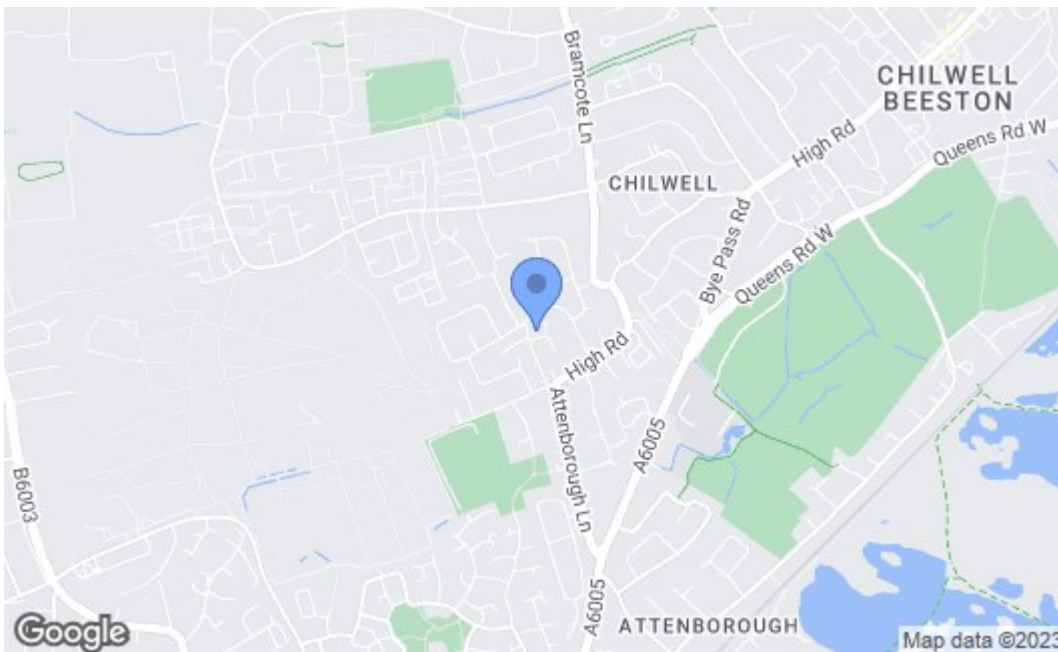 Bramcote Ln
CHILWELL
BEESTON
High Rd
Queens Rd W
CHILWELL
Bye Pass Rd
Queens Rd W
High Rd
Attenborough Ln
A6005
B6003
A6005
ATTENBOROUGH
Google
Map data ©2023